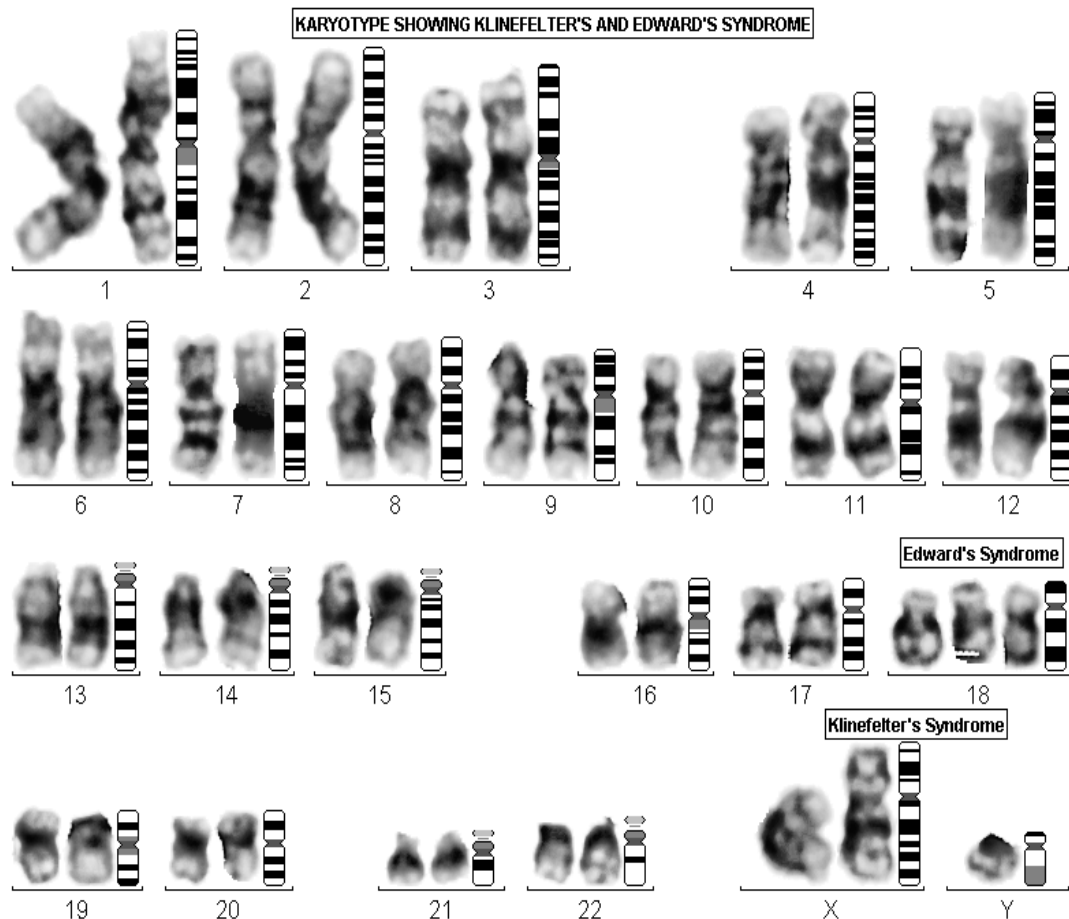 KARYOTYPE SHOWING KLINEFELTER'S AND EDWARD'S SYNDROME
1 2 3 4 5
6 7 8 9 10 11 12
Edward's Syndrome
13 14 15 16 17 18
Klinefelter's Syndrome
19 20 21 22 X Y